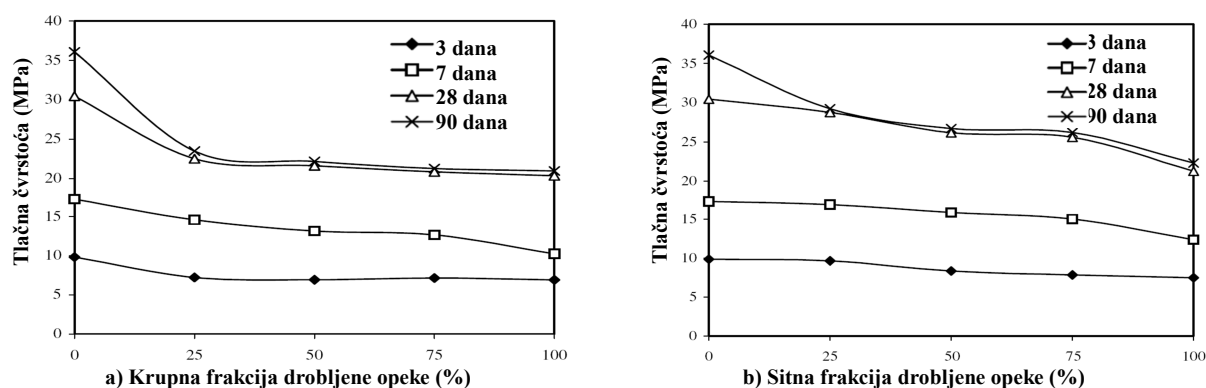 40
35
30
25
20
15
10
5
0
Tlačna čvrstoća (MPa)
3 dana
7 dana
28 dana
90 dana
0 25 50 75 100
a) Krupna frakcija drobljene opeke (%)
40
35
30
25
20
15
10
5
0
Tlačna čvrstoća (MPa)
3 dana
7 dana
28 dana
90 dana
0 25 50 75 100
b) Sitna frakcija drobljene opeke (%)